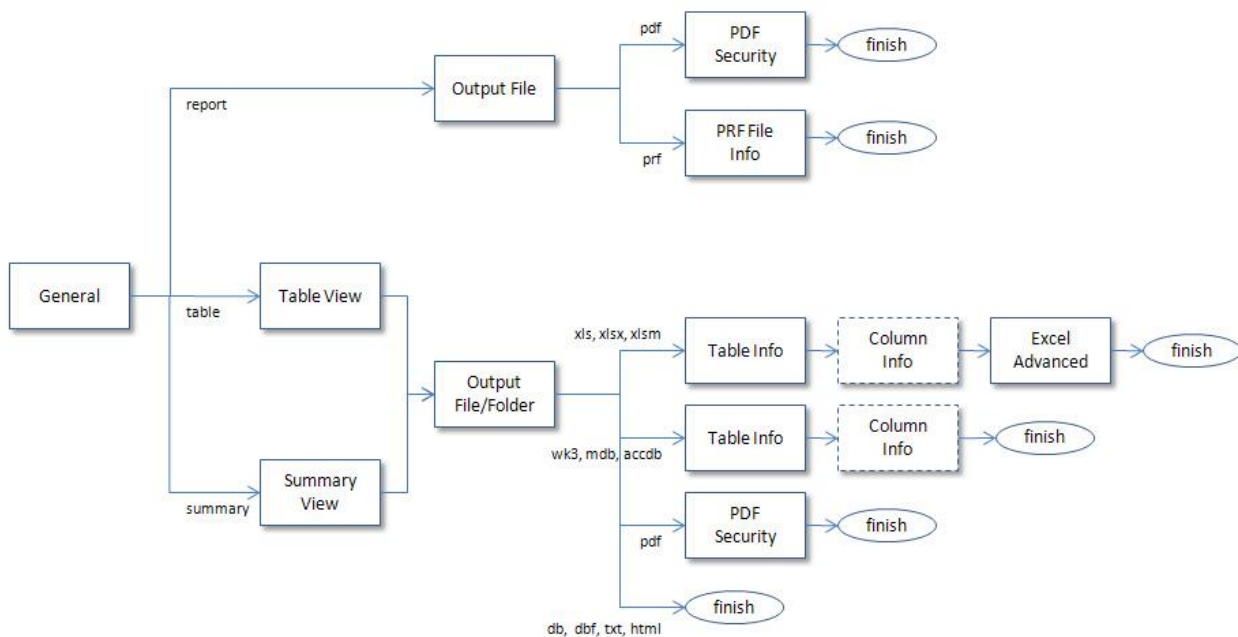 pdf
PDF
Security
finish
Output File
report
prf
PRF File
Info
finish
General
table
Table View
xls, xlsx, xlsm
Table Info
Column
Info
Excel
Advanced
finish
Output
File/Folder
wk3, mdb, accdb
Table Info
Column
Info
finish
summary
Summary
View
pdf
PDF
Security
finish
finish
db, dbf, txt, html